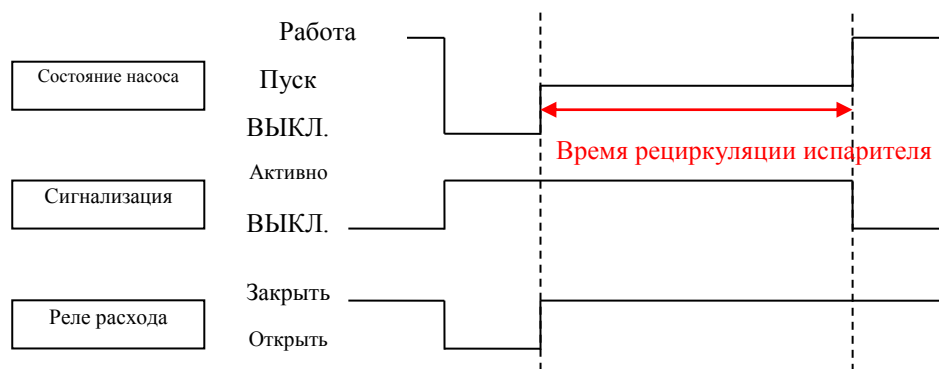 Работа
Состояние насоса
Пуск
ВЫКЛ.
Время рециркуляции испарителя
Активно
Сигнализация
ВЫКЛ.
Закрыть
Реле расхода
Открыть